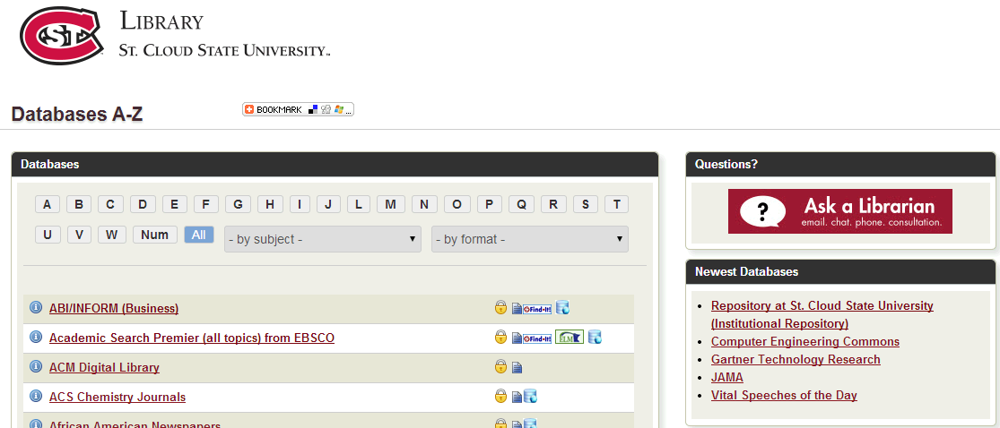 LIBRARY
ST. CLOUD STATE UNIVERSITY
Databases A-Z
BOOKMARK ...
Databases
A B C D E F G H I J L M N O P Q R S T
U V W Num All - by subject - - by format -
ABI/INFORM (Business) Find-It!
Academic Search Premier (all topics) from EBSCO Find-It! ELM
ACM Digital Library
ACS Chemistry Journals
African American Newspapers
Questions?
? Ask a Librarian
email. chat. phone. consultation.
Newest Databases
Repository at St. Cloud State University
(Institutional Repository)
Computer Engineering Commons
Gartner Technology Research
JAMA
Vital Speeches of the Day